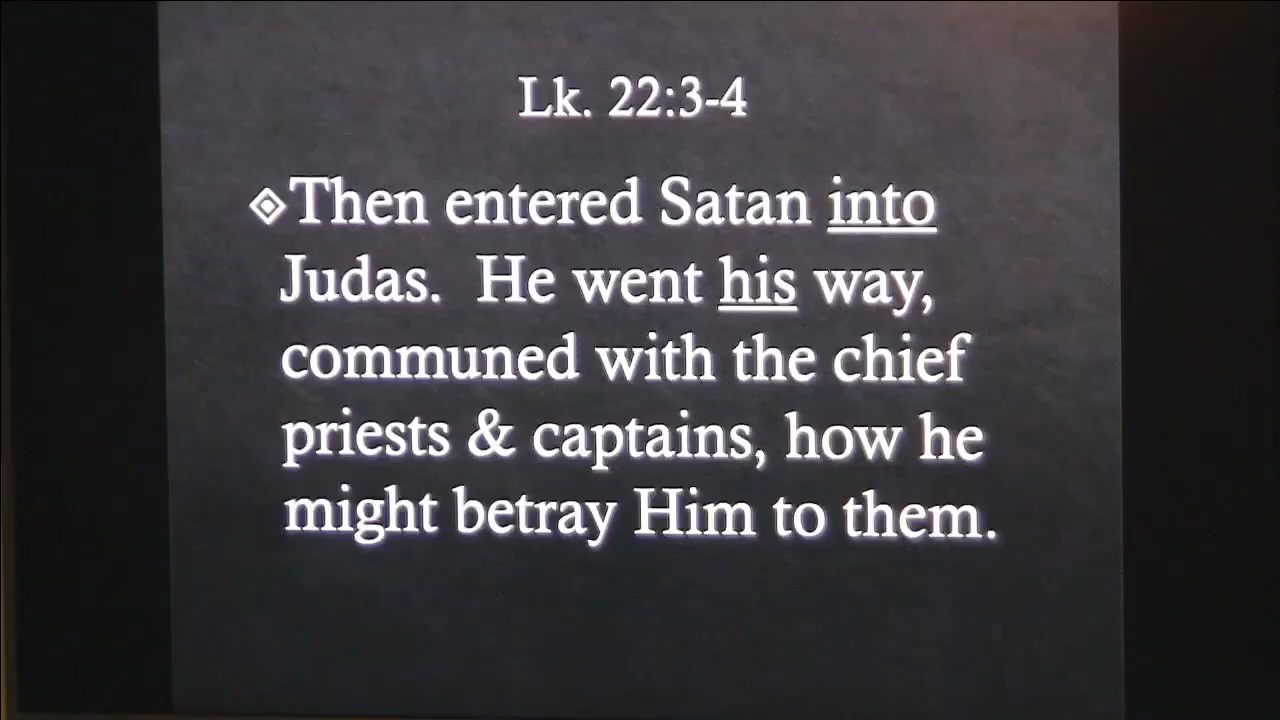 Lk. 22:3-4
Then entered Satan into
Judas. He went his way,
communed with the chief
priests & captains, how he
might betray Him to them.